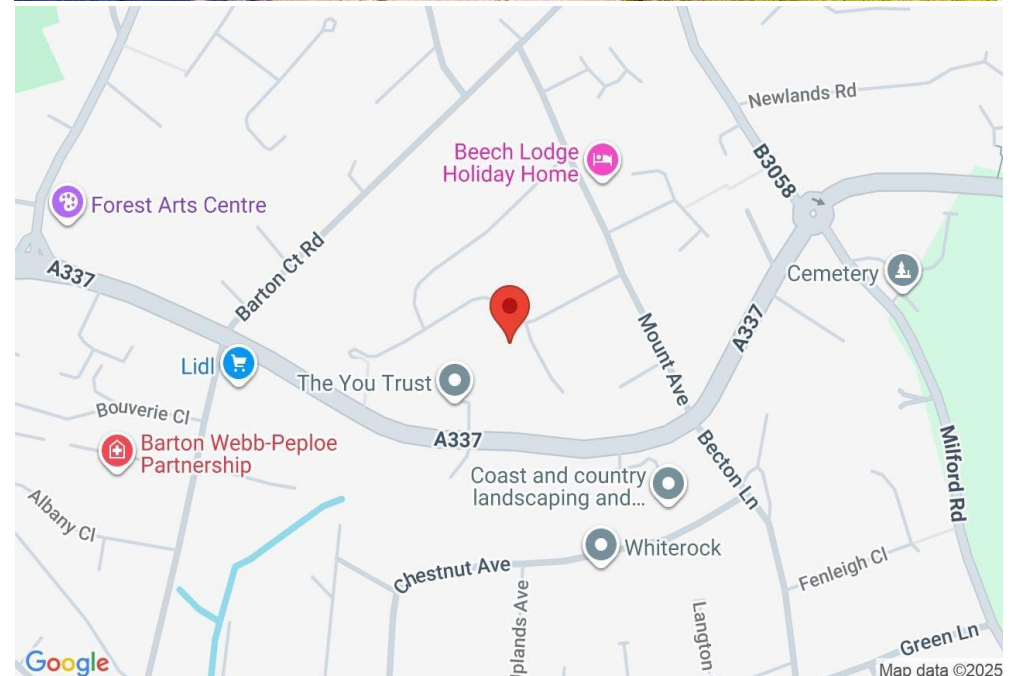 Newlands Rd
Beech Lodge
Holiday Home
B3058
Forest Arts Centre
Barton Ct Rd
A337
Cemetery
A337
Mount Ave
Lidl
The You Trust
Bouverie Cl
A337
Barton Webb-Peploe
Partnership
Becton Ln
Milford Rd
Coast and country
landscaping and...
Albany Cl
Whiterock
Chestnut Ave
Fenleigh Cl
plands Ave
Langton
Green Ln
Google
Map data ©2025